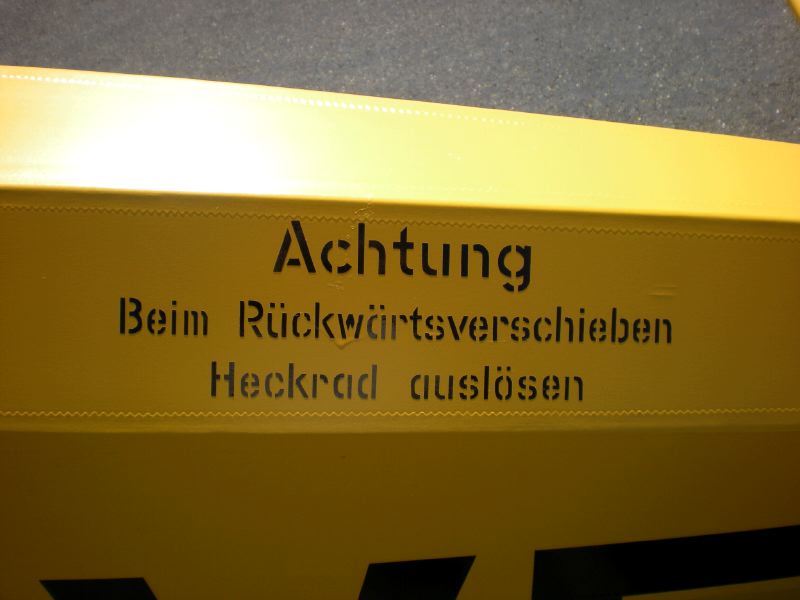 Achtung
Beim Rückwärtsverschieben
Heckrad auslösen